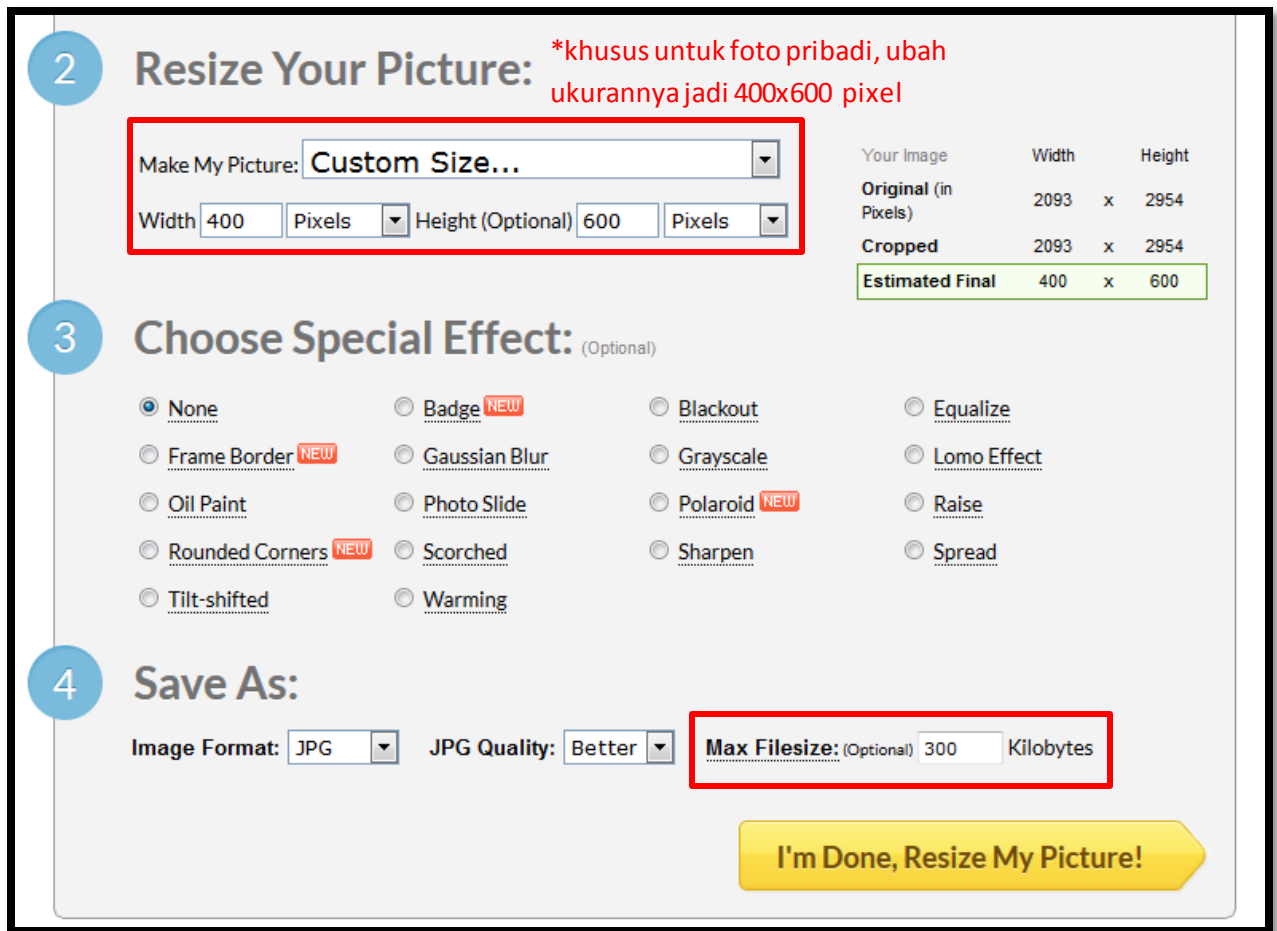 2
Resize Your Picture:
*khusus untuk foto pribadi, ubah
ukurannya jadi 400x600 pixel
Make My Picture: Custom Size...
Width 400 Pixels Height (Optional) 600 Pixels
Your Image Width Height
Original (in
Pixels) 2093 x 2954
Cropped 2093 x 2954
Estimated Final 400 x 600
3
Choose Special Effect: (Optional)
None Badge NEW Blackout Equalize
Frame Border NEW Gaussian Blur Grayscale Lomo Effect
Oil Paint Photo Slide Polaroid NEW Raise
Rounded Corners NEW Scorched Sharpen Spread
Tilt-shifted Warming
4
Save As:
Image Format: JPG JPG Quality: Better Max Filesize: (Optional) 300 Kilobytes
I'm Done, Resize My Picture!